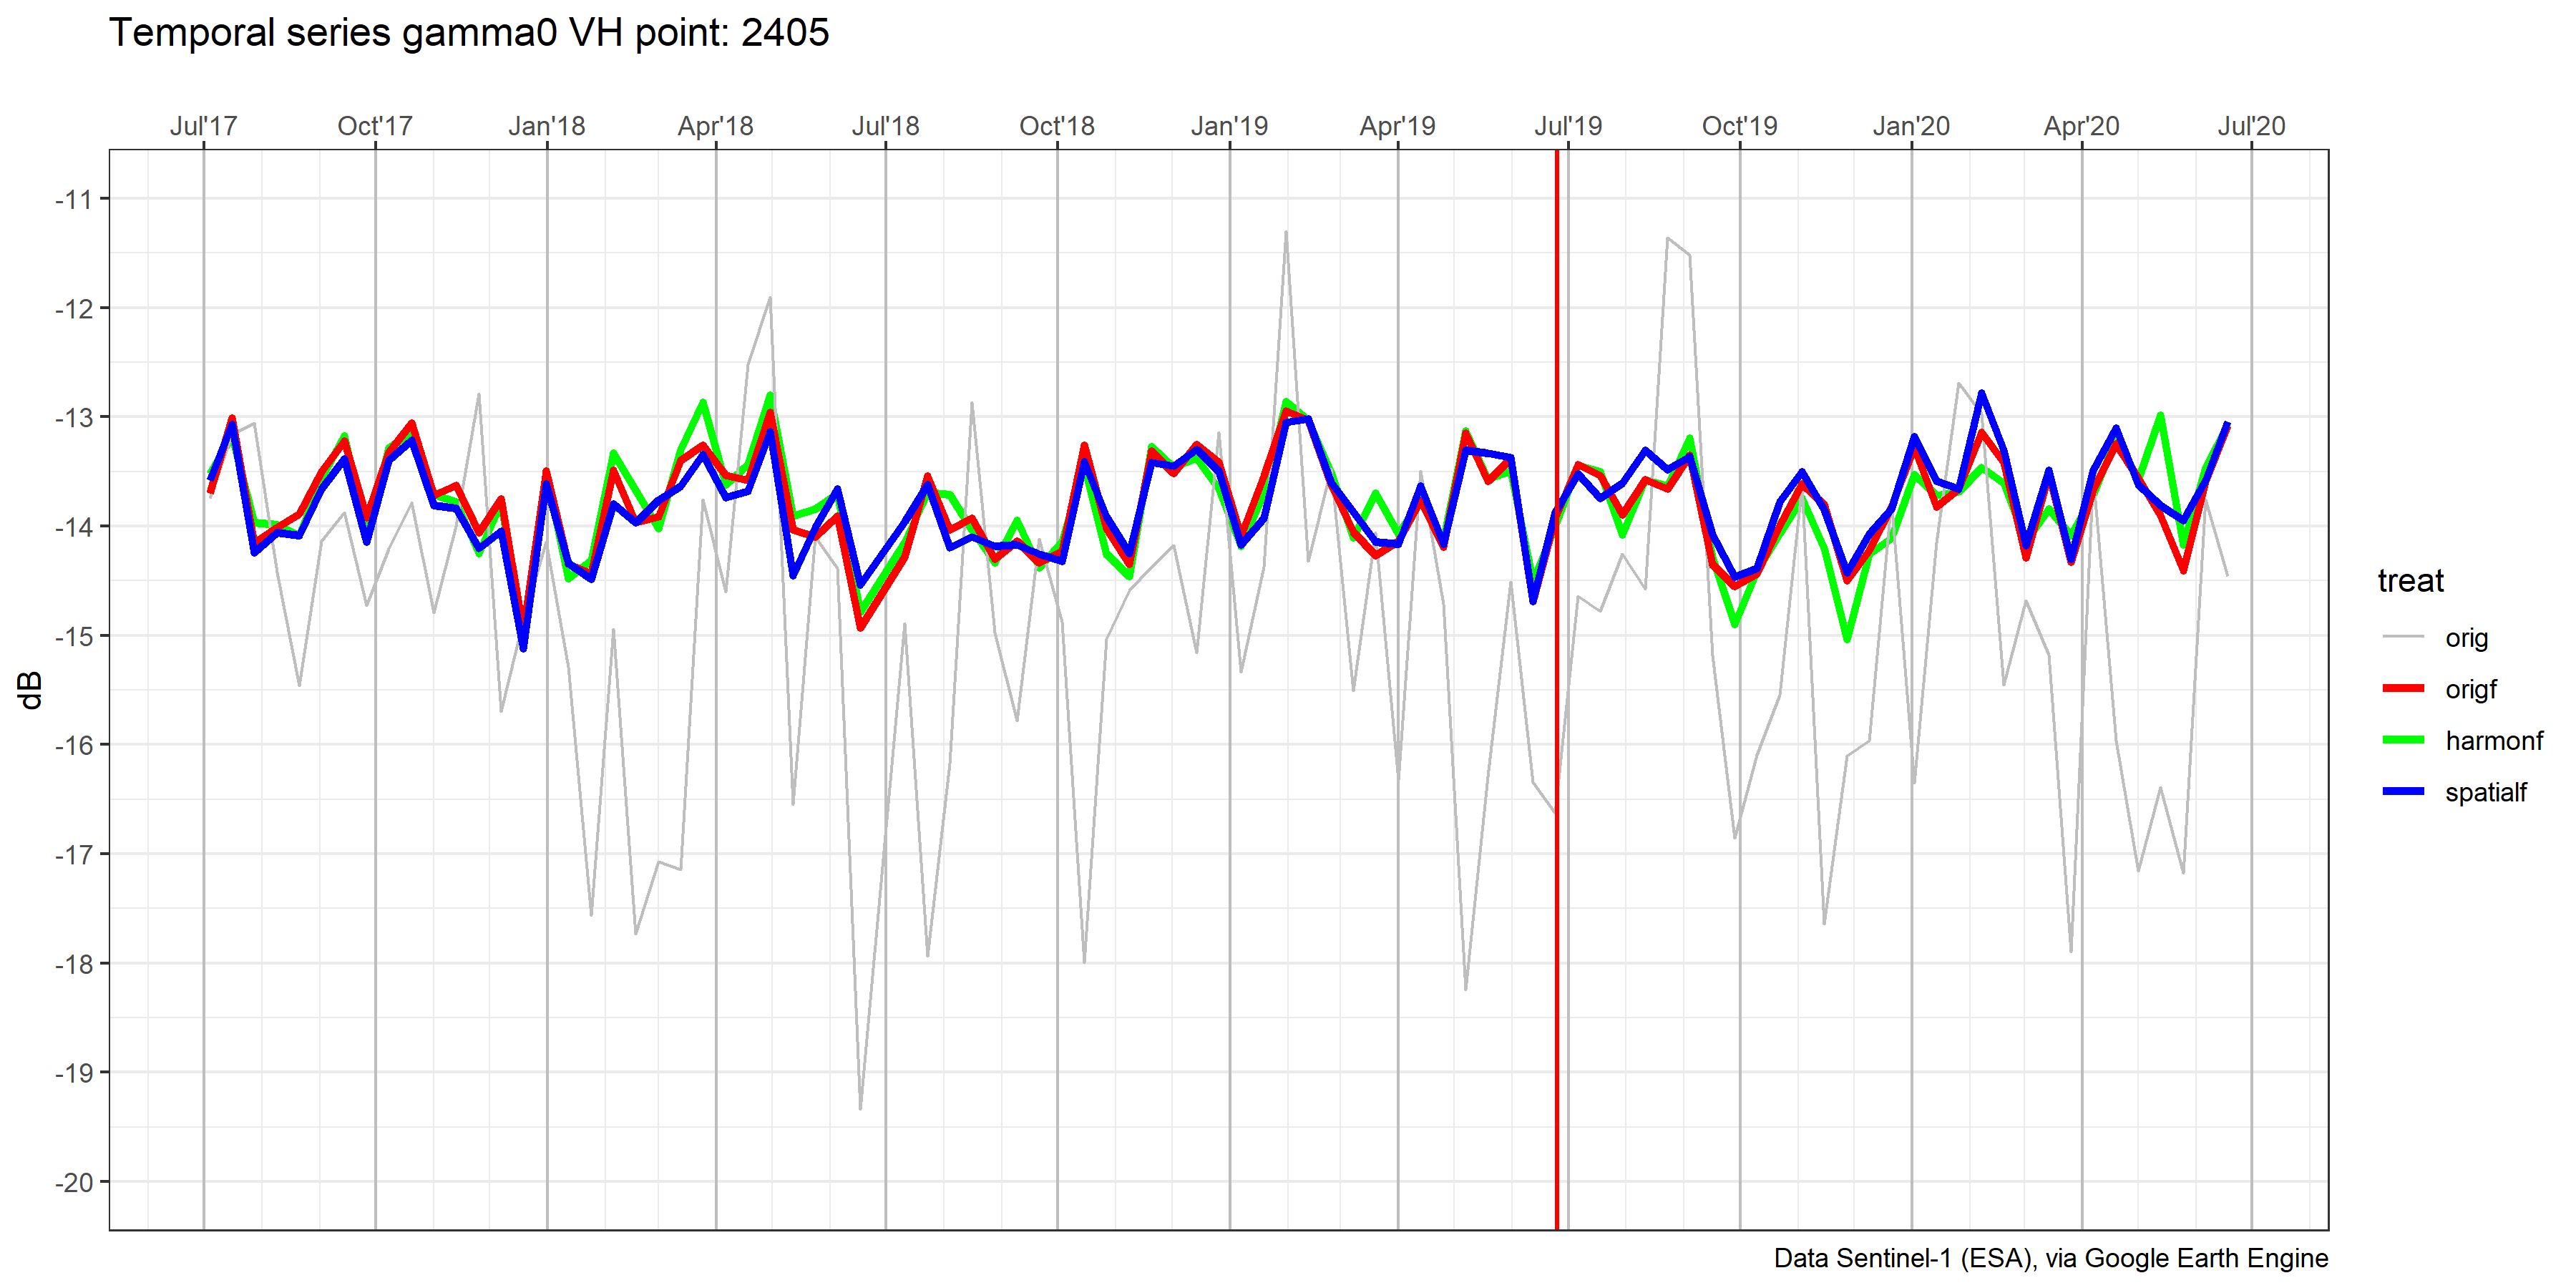 Temporal series gamma0 VH point: 2405
Jul'17 Oct'17 Jan'18 Apr'18 Jul'18 Oct'18 Jan'19 Apr'19 Jul'19 Oct'19 Jan'20 Apr'20 Jul'20
-11
-12
-13
-14
-15
-16
-17
-18
-19
-20
dB
treat
orig
origf
harmonf
spatialf
Data Sentinel-1 (ESA), via Google Earth Engine